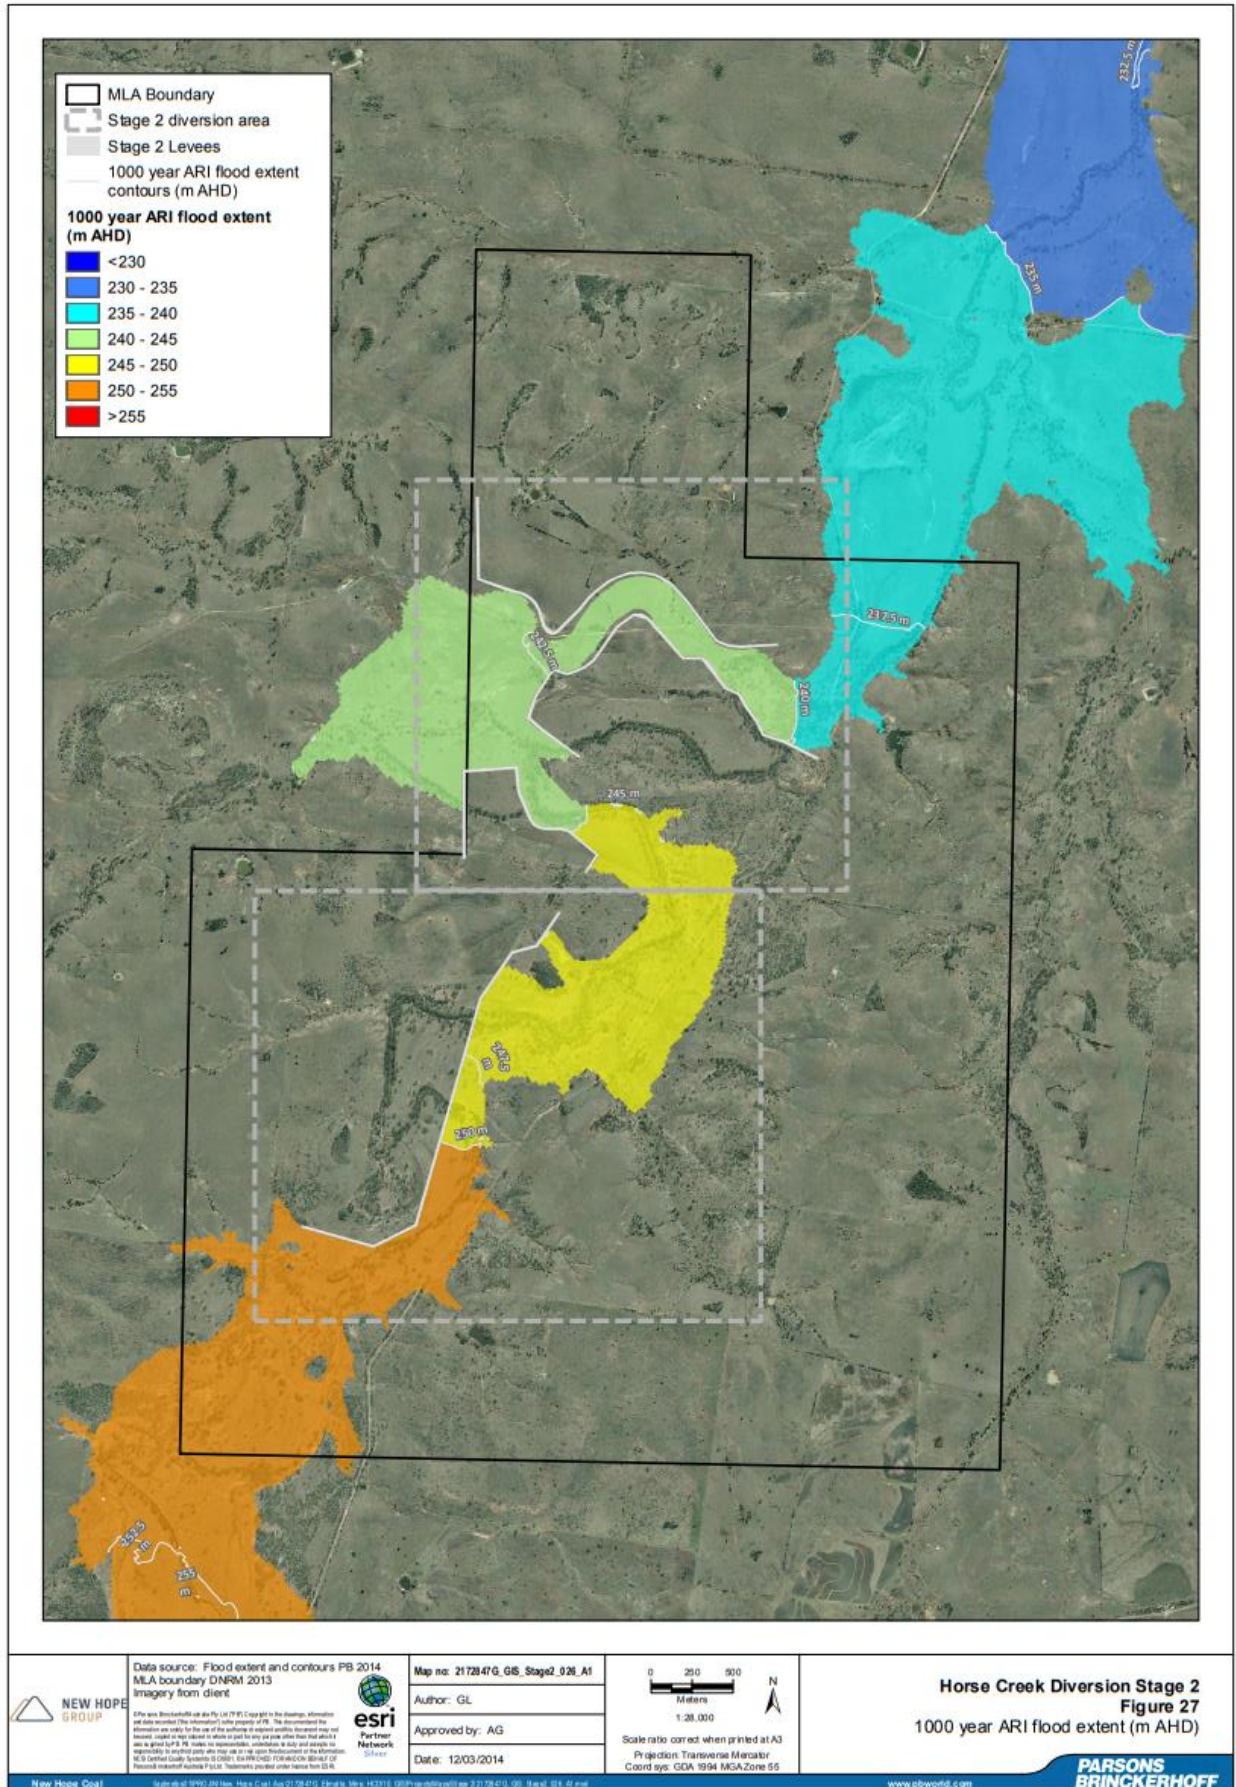 MLA Boundary
Stage 2 diversion area
Stage 2 Levees
1000 year ARI flood extent
contours (m AHD)
1000 year ARI flood extent
(m AHD)
<230
230 - 235
235 - 240
240 - 245
245 - 250
250 - 255
>255
232.5 m
235 m
237.5 m
242.5 m
240 m
245 m
247.5
m
250 m
252.5
m
255
m
NEW HOPE
GROUP
Data source: Flood extent and contours PB 2014
MLA boundary DNRM 2013
Imagery from client
esri
Partner
Network
Silver
Map no: 2172847G_GIS_Stage2_026_A1
Author: GL
Approved by: AG
Date: 12/03/2014
0 250 500
Meters
1:28,000
N
Scale ratio correct when printed at A3
Projection: Transverse Mercator
Coord sys: GDA 1994 MGA Zone 55
Horse Creek Diversion Stage 2
Figure 27
1000 year ARI flood extent (m AHD)
New Hope Coal
www.pbworld.com
PARSONS
BRINCKERHOFF